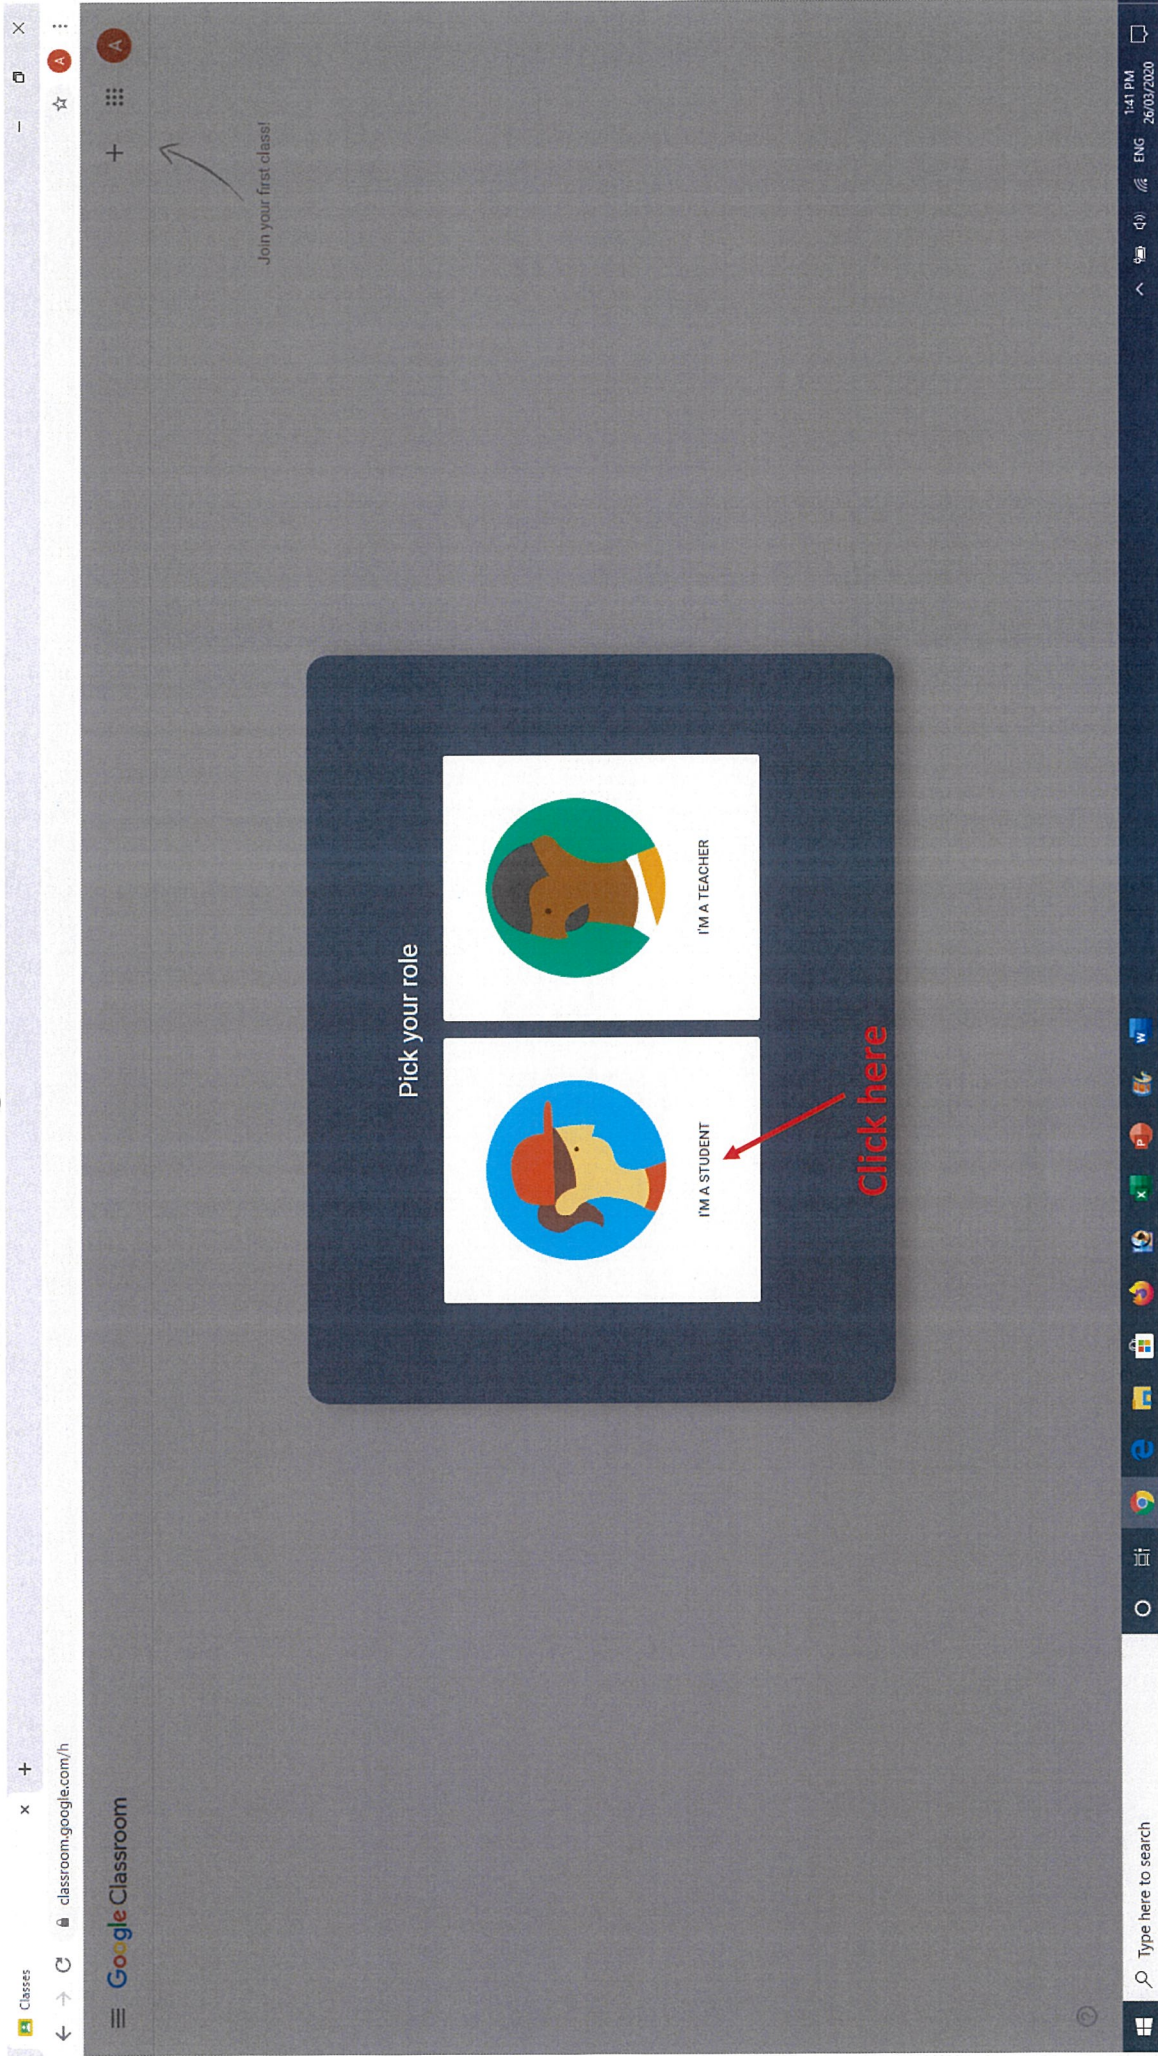 Classes
classroom.google.com/h
A
Google Classroom
A
Join your first class!
Pick your role
I'M A STUDENT
I'M A TEACHER
Click here
Type here to search
ENG
1:41 PM
26/03/2020